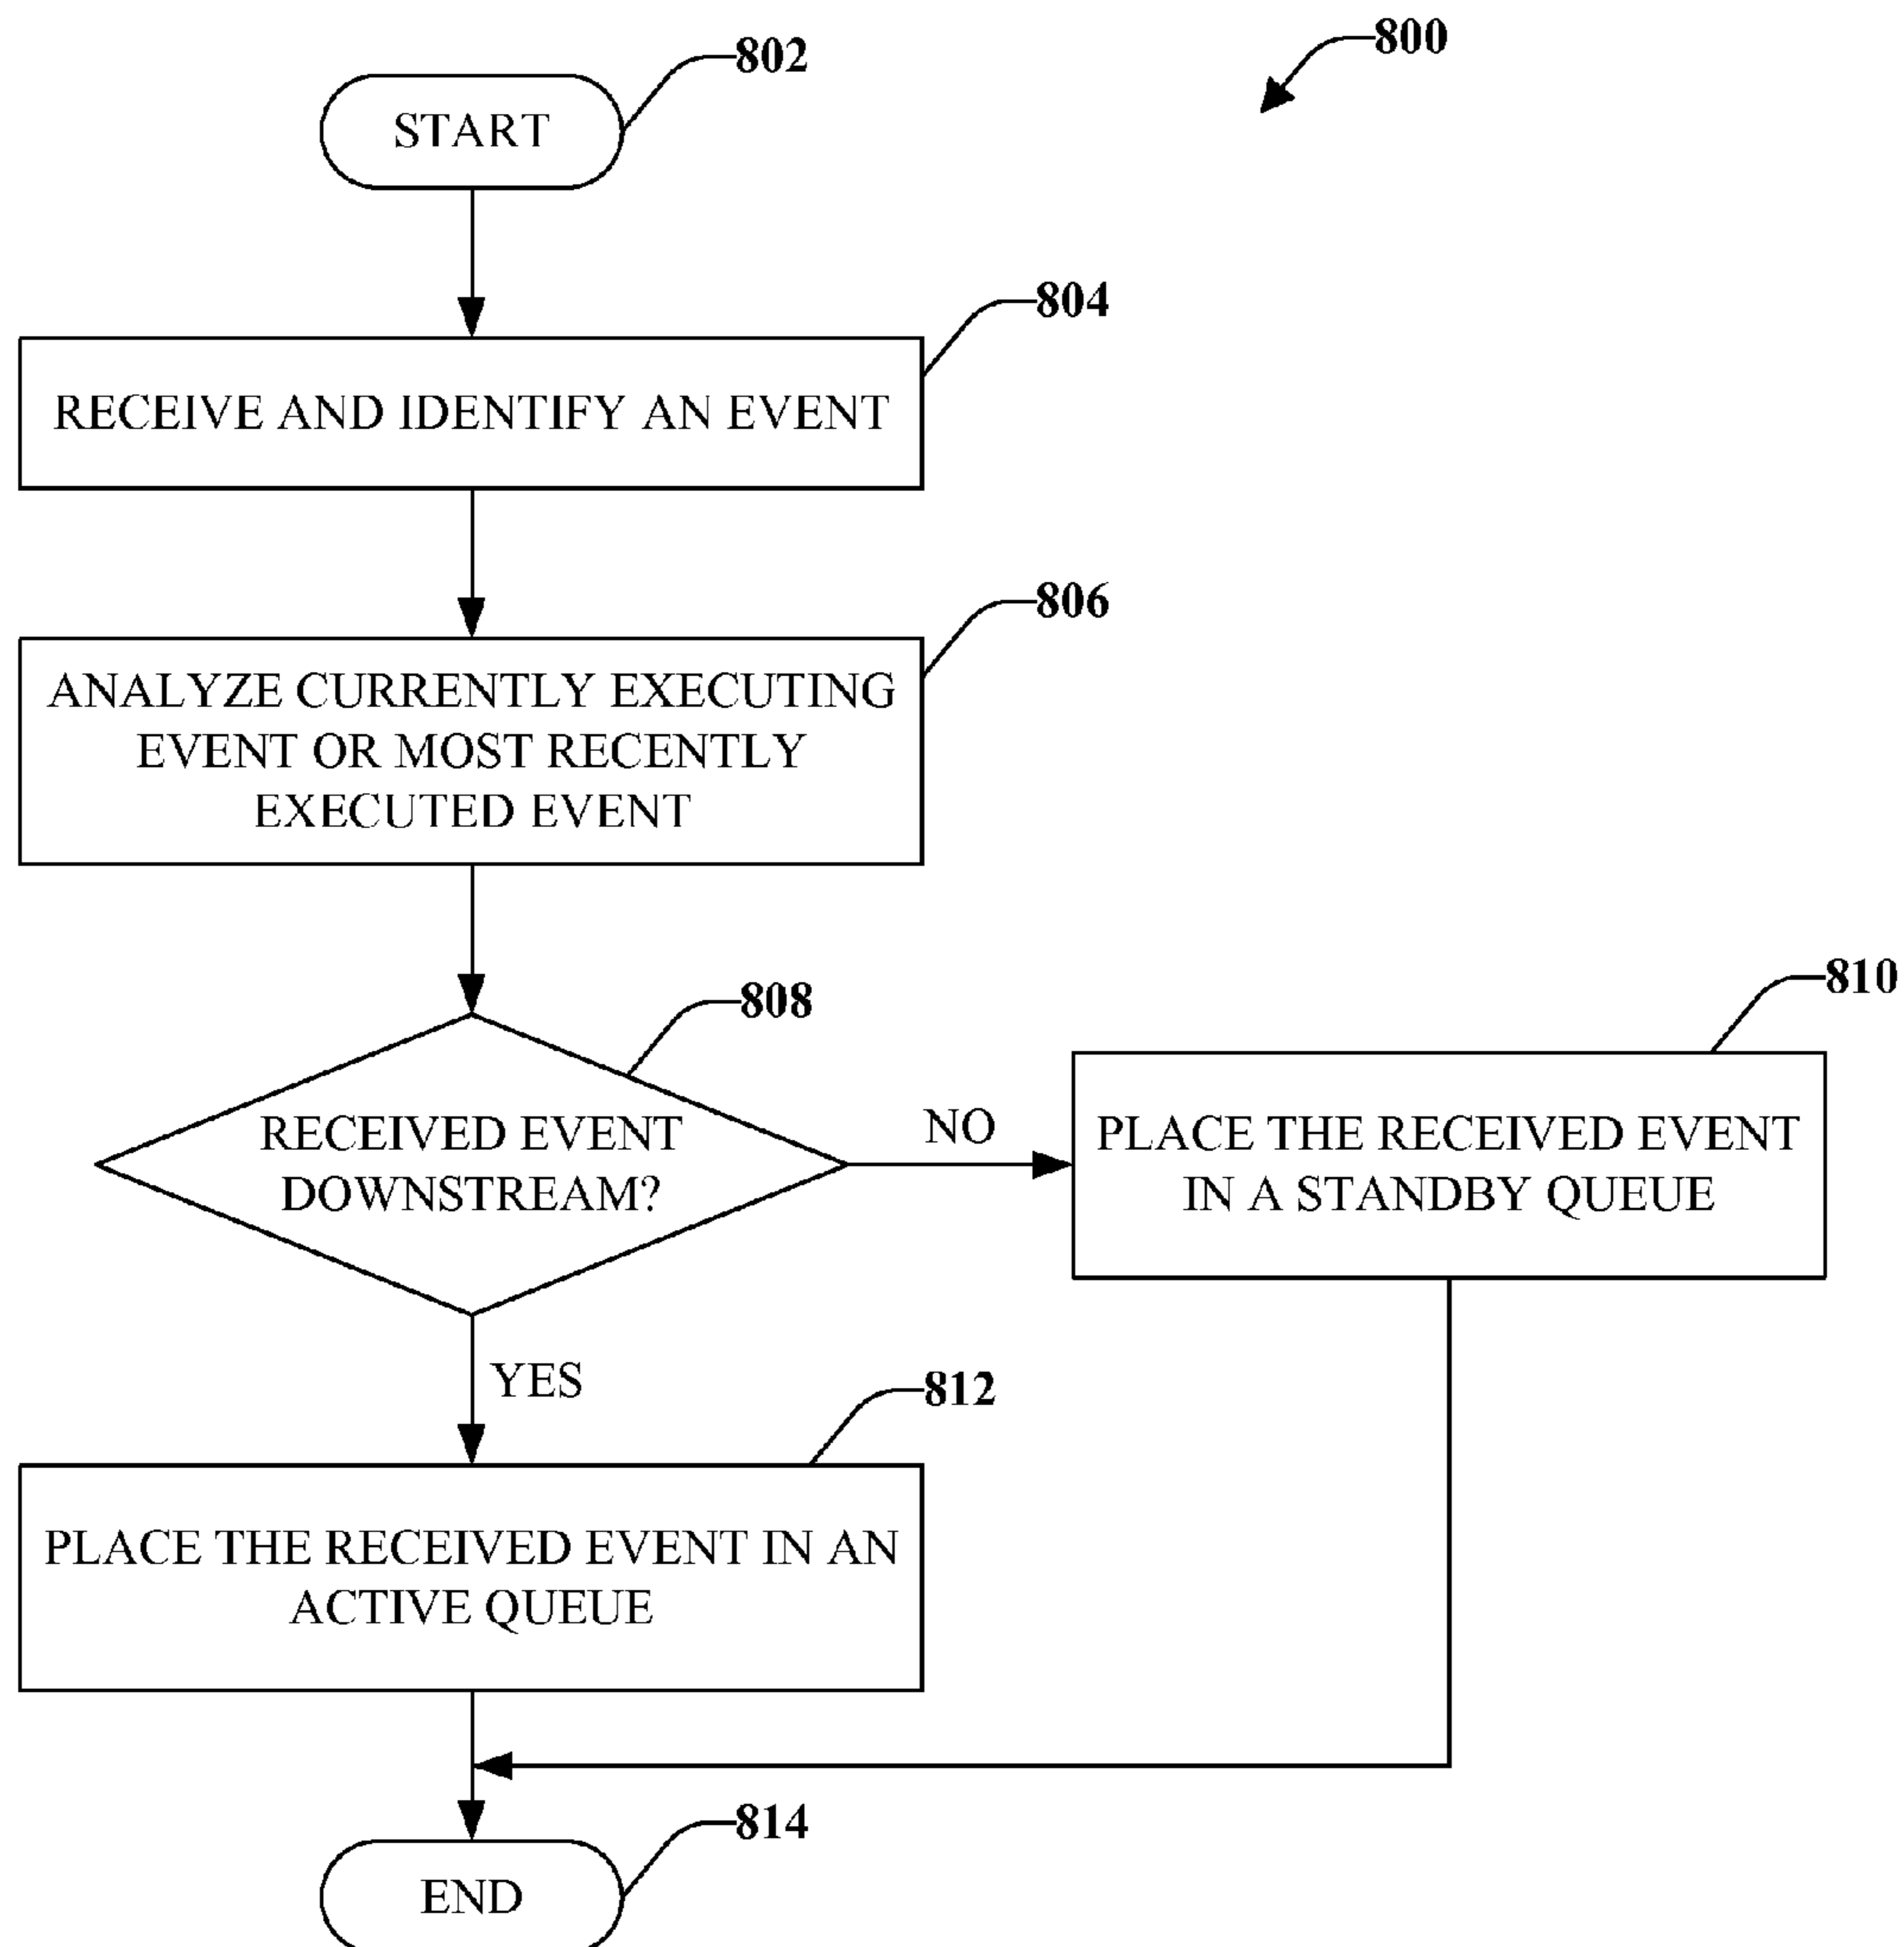 800
802
START
804
RECEIVE AND IDENTIFY AN EVENT
806
ANALYZE CURRENTLY EXECUTING
EVENT OR MOST RECENTLY
EXECUTED EVENT
808
RECEIVED EVENT
DOWNSTREAM?
NO
810
PLACE THE RECEIVED EVENT
IN A STANDBY QUEUE
YES
812
PLACE THE RECEIVED EVENT IN AN
ACTIVE QUEUE
814
END